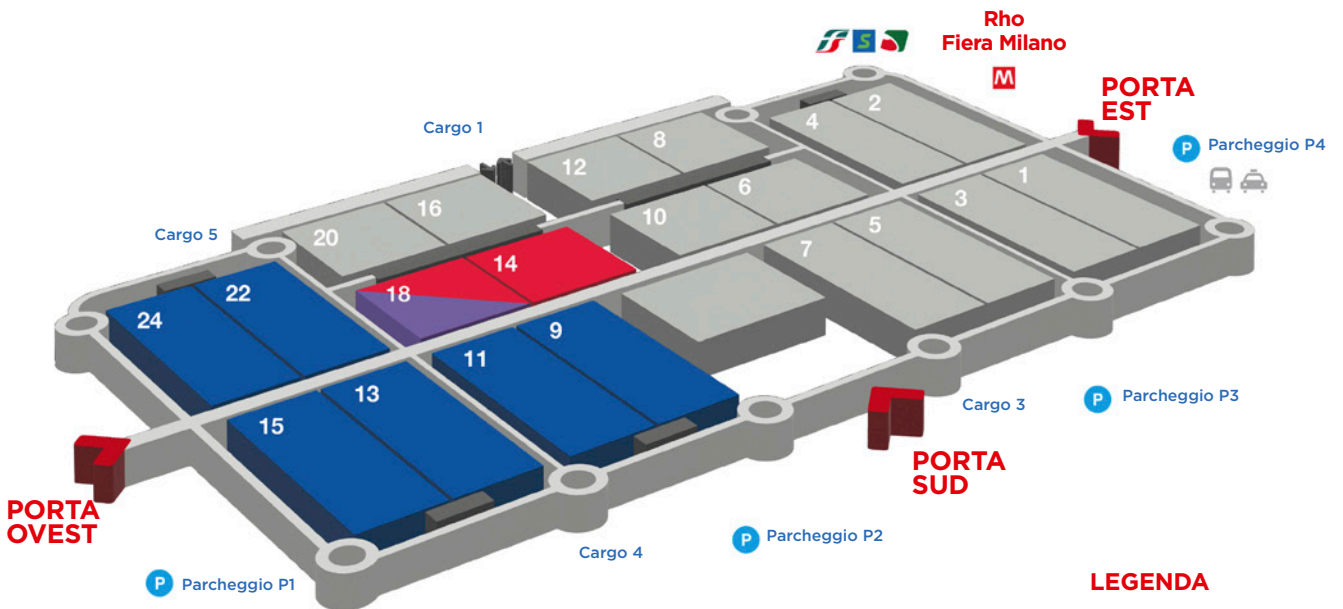 Rho
Fiera Milano
S
M
PORTA
EST
P Parcheggio P4
Cargo 1
2
4
8
12
1
3
6
10
16
20
5
7
Cargo 5
14
18
22
24
9
11
13
15
Cargo 3
P Parcheggio P3
PORTA
SUD
PORTA
OVEST
Cargo 4
P Parcheggio P2
P Parcheggio P1
LEGENDA